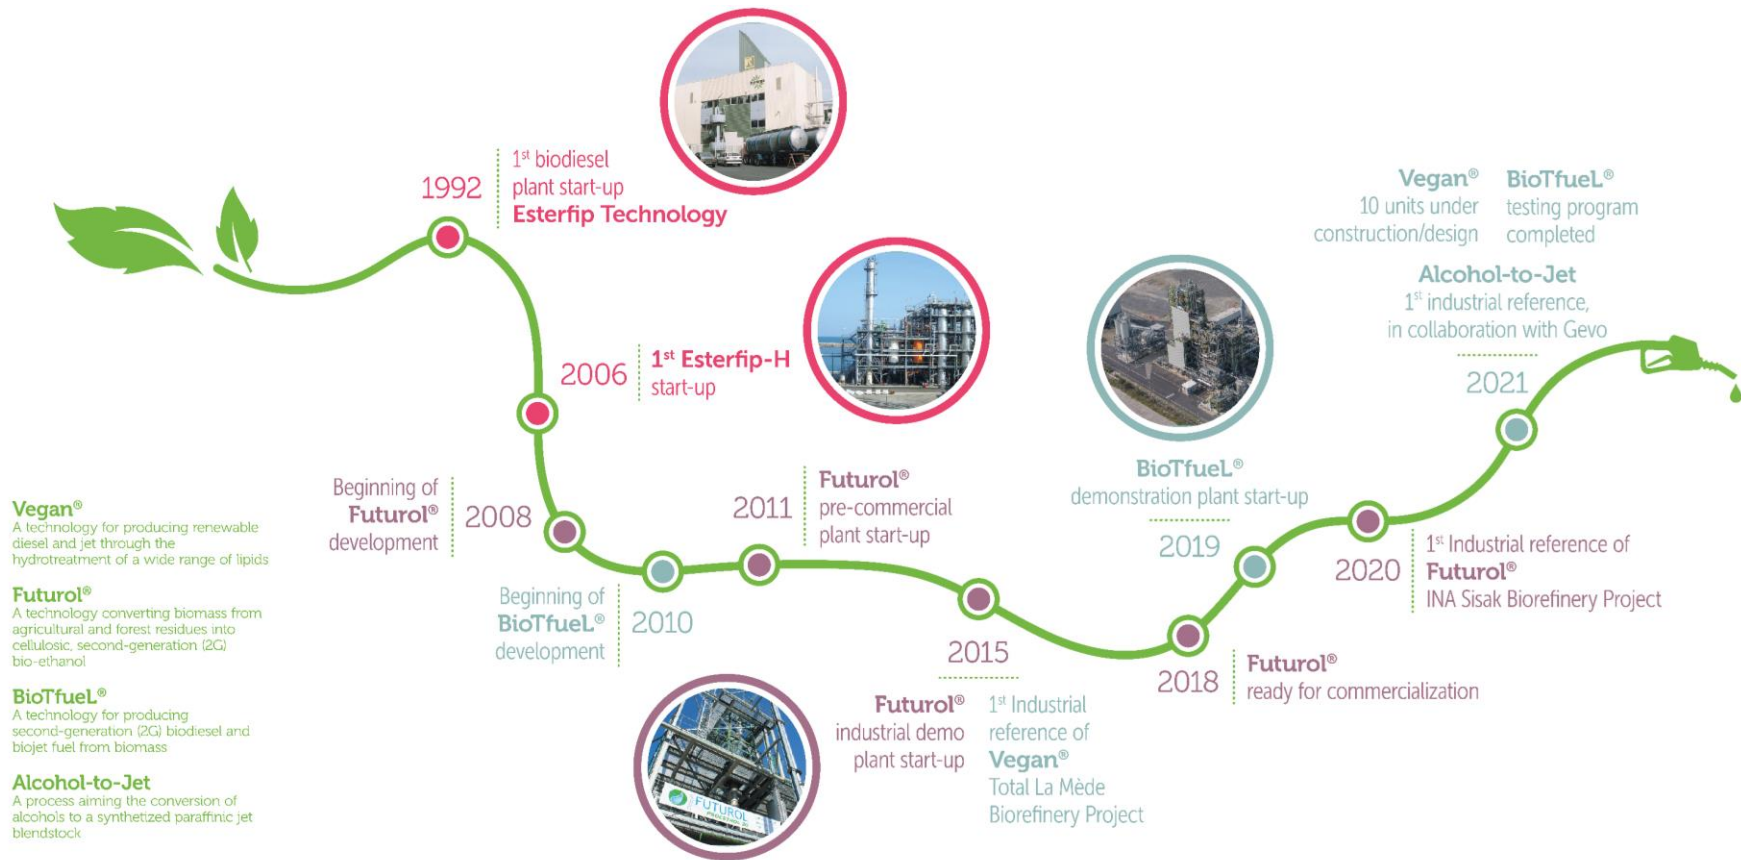 1992
1st biodiesel
plant start-up
Esterfip Technology
2006
1st Esterfip-H
start-up
Beginning of
Futurol®
development
2008
Beginning of
BioTfueL®
development
2010
2011
Futurol®
pre-commercial
plant start-up
2015
Futurol®
industrial demo
plant start-up
1st Industrial
reference of
Vegan®
Total La Mède
Biorefinery Project
FUTUROL
2018
Futurol®
ready for commercialization
BioTfueL®
demonstration plant start-up
2019
2020
1st Industrial reference of
Futurol®
INA Sisak Biorefinery Project
Vegan®
10 units under
construction/design
BioTfueL®
testing program
completed
Alcohol-to-Jet
1st industrial reference,
in collaboration with Gevo
2021
Vegan®
A technology for producing renewable
diesel and jet through the
hydrotreatment of a wide range of lipids
Futurol®
A technology converting biomass from
agricultural and forest residues into
cellulosic, second-generation (2G)
bio-ethanol
BioTfueL®
A technology for producing
second-generation (2G) biodiesel and
biojet fuel from biomass
Alcohol-to-Jet
A process aiming the conversion of
alcohols to a synthetized paraffinic jet
blendstock